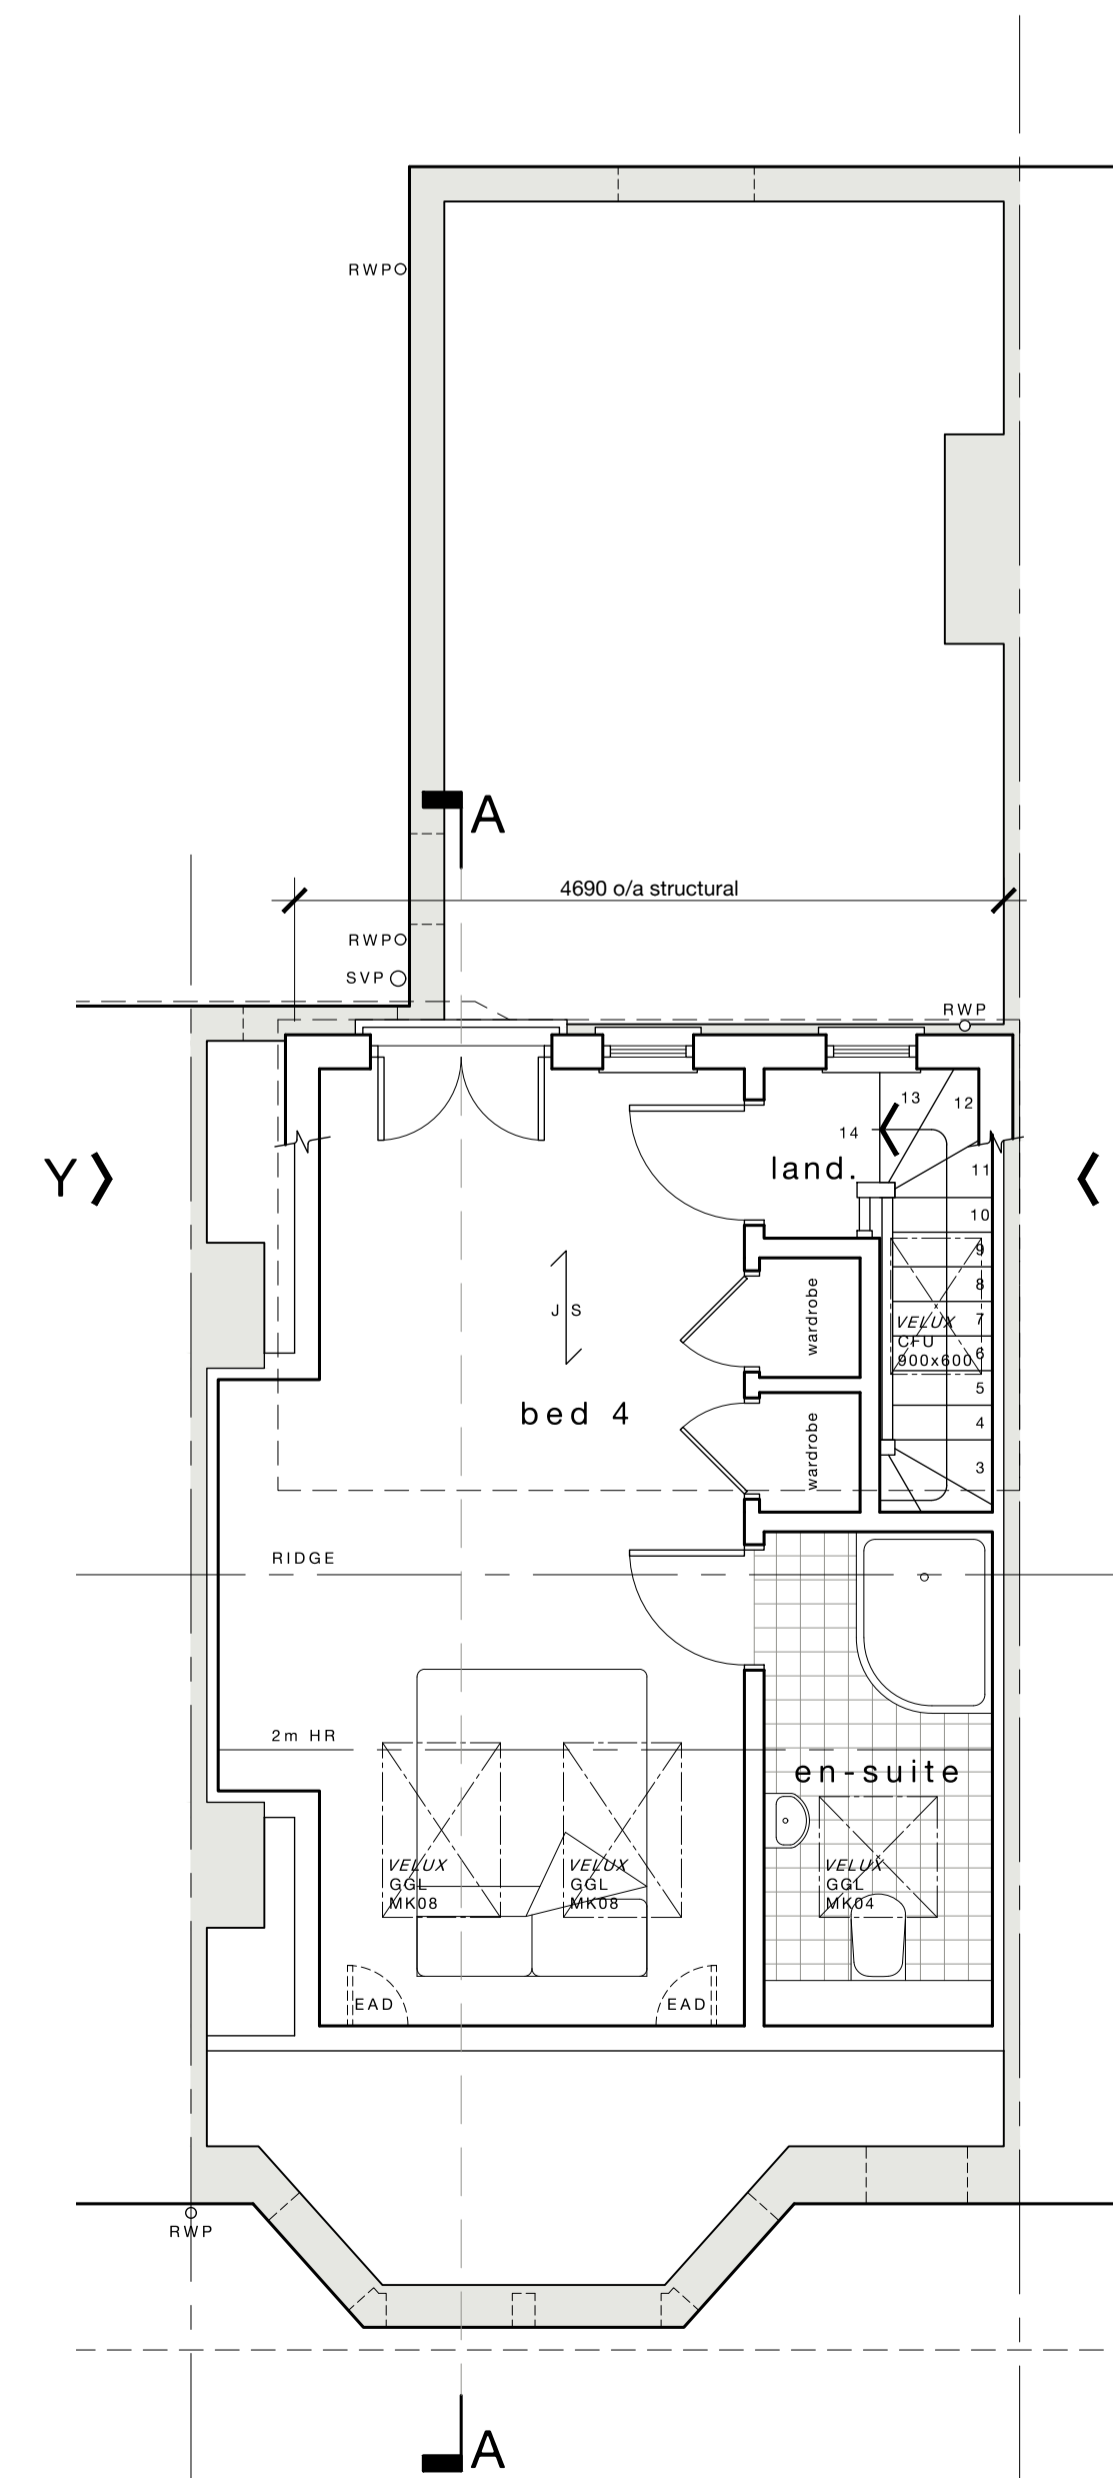 RWP
A
4690 o/a structural
RWP
SVP
RWP
13
12
14
land.
11
Y
10
9
wardrobe
8
J S
VELUX 7
CFU
900x600 6
5
bed 4
4
wardrobe
3
RIDGE
2m HR
en-suite
VELUX
GGL
MK08
VELUX
GGL
MK08
VELUX
GGL
MK04
EAD
EAD
RWP
A